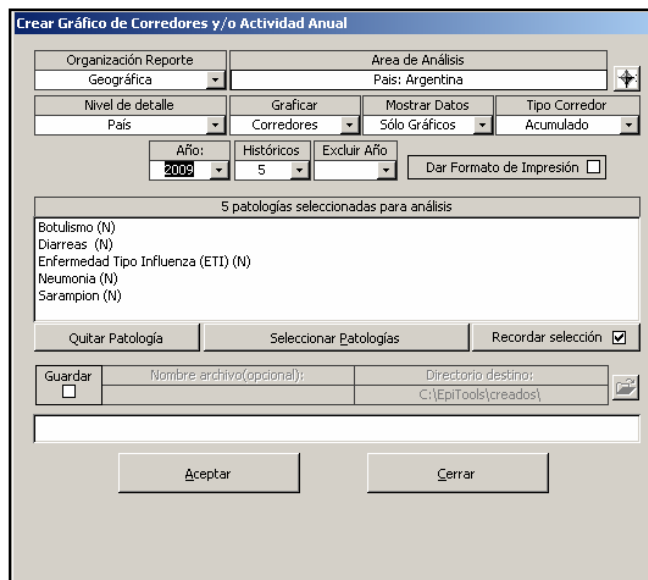 Crear Gráfico de Corredores y/o Actividad Anual
Organización Reporte
Area de Análisis
Geográfica
Pais: Argentina
Nivel de detalle
Graficar
Mostrar Datos
Tipo Corredor
País
Corredores
Sólo Gráficos
Acumulado
Año:
Históricos
Excluir Año
2009
5
Dar Formato de Impresión
5 patologías seleccionadas para análisis
Botulismo (N)
Diarreas (N)
Enfermedad Tipo Influenza (ETI) (N)
Neumonia (N)
Sarampion (N)
Quitar Patología
Seleccionar Patologías
Recordar selección
Guardar
Nombre archivo(opcional):
Directorio destino:
C:\EpiTools\creados\
Aceptar
Cerrar